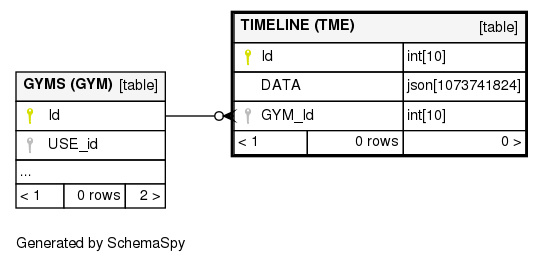 TIMELINE (TME) [table]
Id int[10]
DATA json[1073741824]
GYM_Id int[10]
< 1 0 rows 0 >
GYMS (GYM) [table]
Id
USE_id
...
< 1 0 rows 2 >
Generated by SchemaSpy